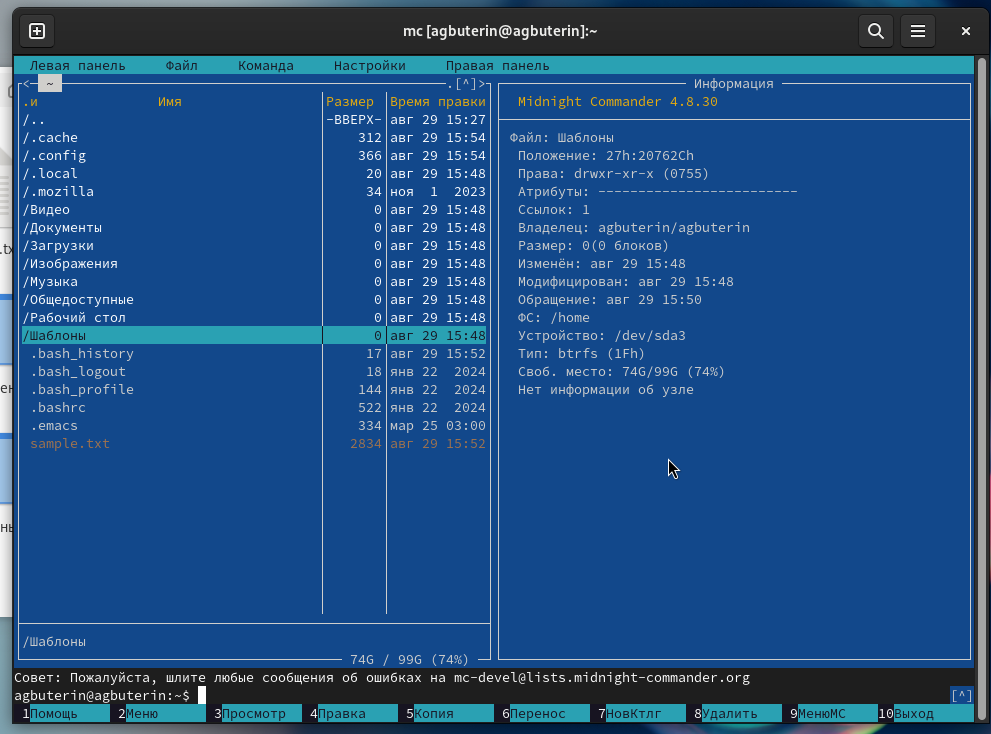 mc [agbuterin@agbuterin]:~
Левая панель Файл Команда Настройки Правая панель
<─ ~ .[^]>
.и Имя Размер Время правки
/.. -ВВЕРХ- авг 29 15:27
/.cache 312 авг 29 15:54
/.config 366 авг 29 15:54
/.local 20 авг 29 15:48
/.mozilla 34 ноя 1 2023
/Видео 0 авг 29 15:48
/Документы 0 авг 29 15:48
/Загрузки 0 авг 29 15:48
/Изображения 0 авг 29 15:48
/Музыка 0 авг 29 15:48
/Общедоступные 0 авг 29 15:48
/Рабочий стол 0 авг 29 15:48
/Шаблоны 0 авг 29 15:48
.bash_history 17 авг 29 15:52
.bash_logout 18 янв 22 2024
.bash_profile 144 янв 22 2024
.bashrc 522 янв 22 2024
.emacs 334 мар 25 03:00
sample.txt 2834 авг 29 15:52
/Шаблоны
74G / 99G (74%)
Информация
Midnight Commander 4.8.30
Файл: Шаблоны
Положение: 27h:20762Ch
Права: drwxr-xr-x (0755)
Атрибуты: -------------------------
Ссылок: 1
Владелец: agbuterin/agbuterin
Размер: 0(0 блоков)
Изменён: авг 29 15:48
Модифицирован: авг 29 15:48
Обращение: авг 29 15:50
ФС: /home
Устройство: /dev/sda3
Тип: btrfs (1Fh)
Своб. место: 74G/99G (74%)
Нет информации об узле
Совет: Пожалуйста, шлите любые сообщения об ошибках на mc-devel@lists.midnight-commander.org
agbuterin@agbuterin:~$ [^]
1Помощь 2Меню 3Просмотр 4Правка 5Копия 6Перенос 7НовКтлг 8Удалить 9МенюMC 10Выход